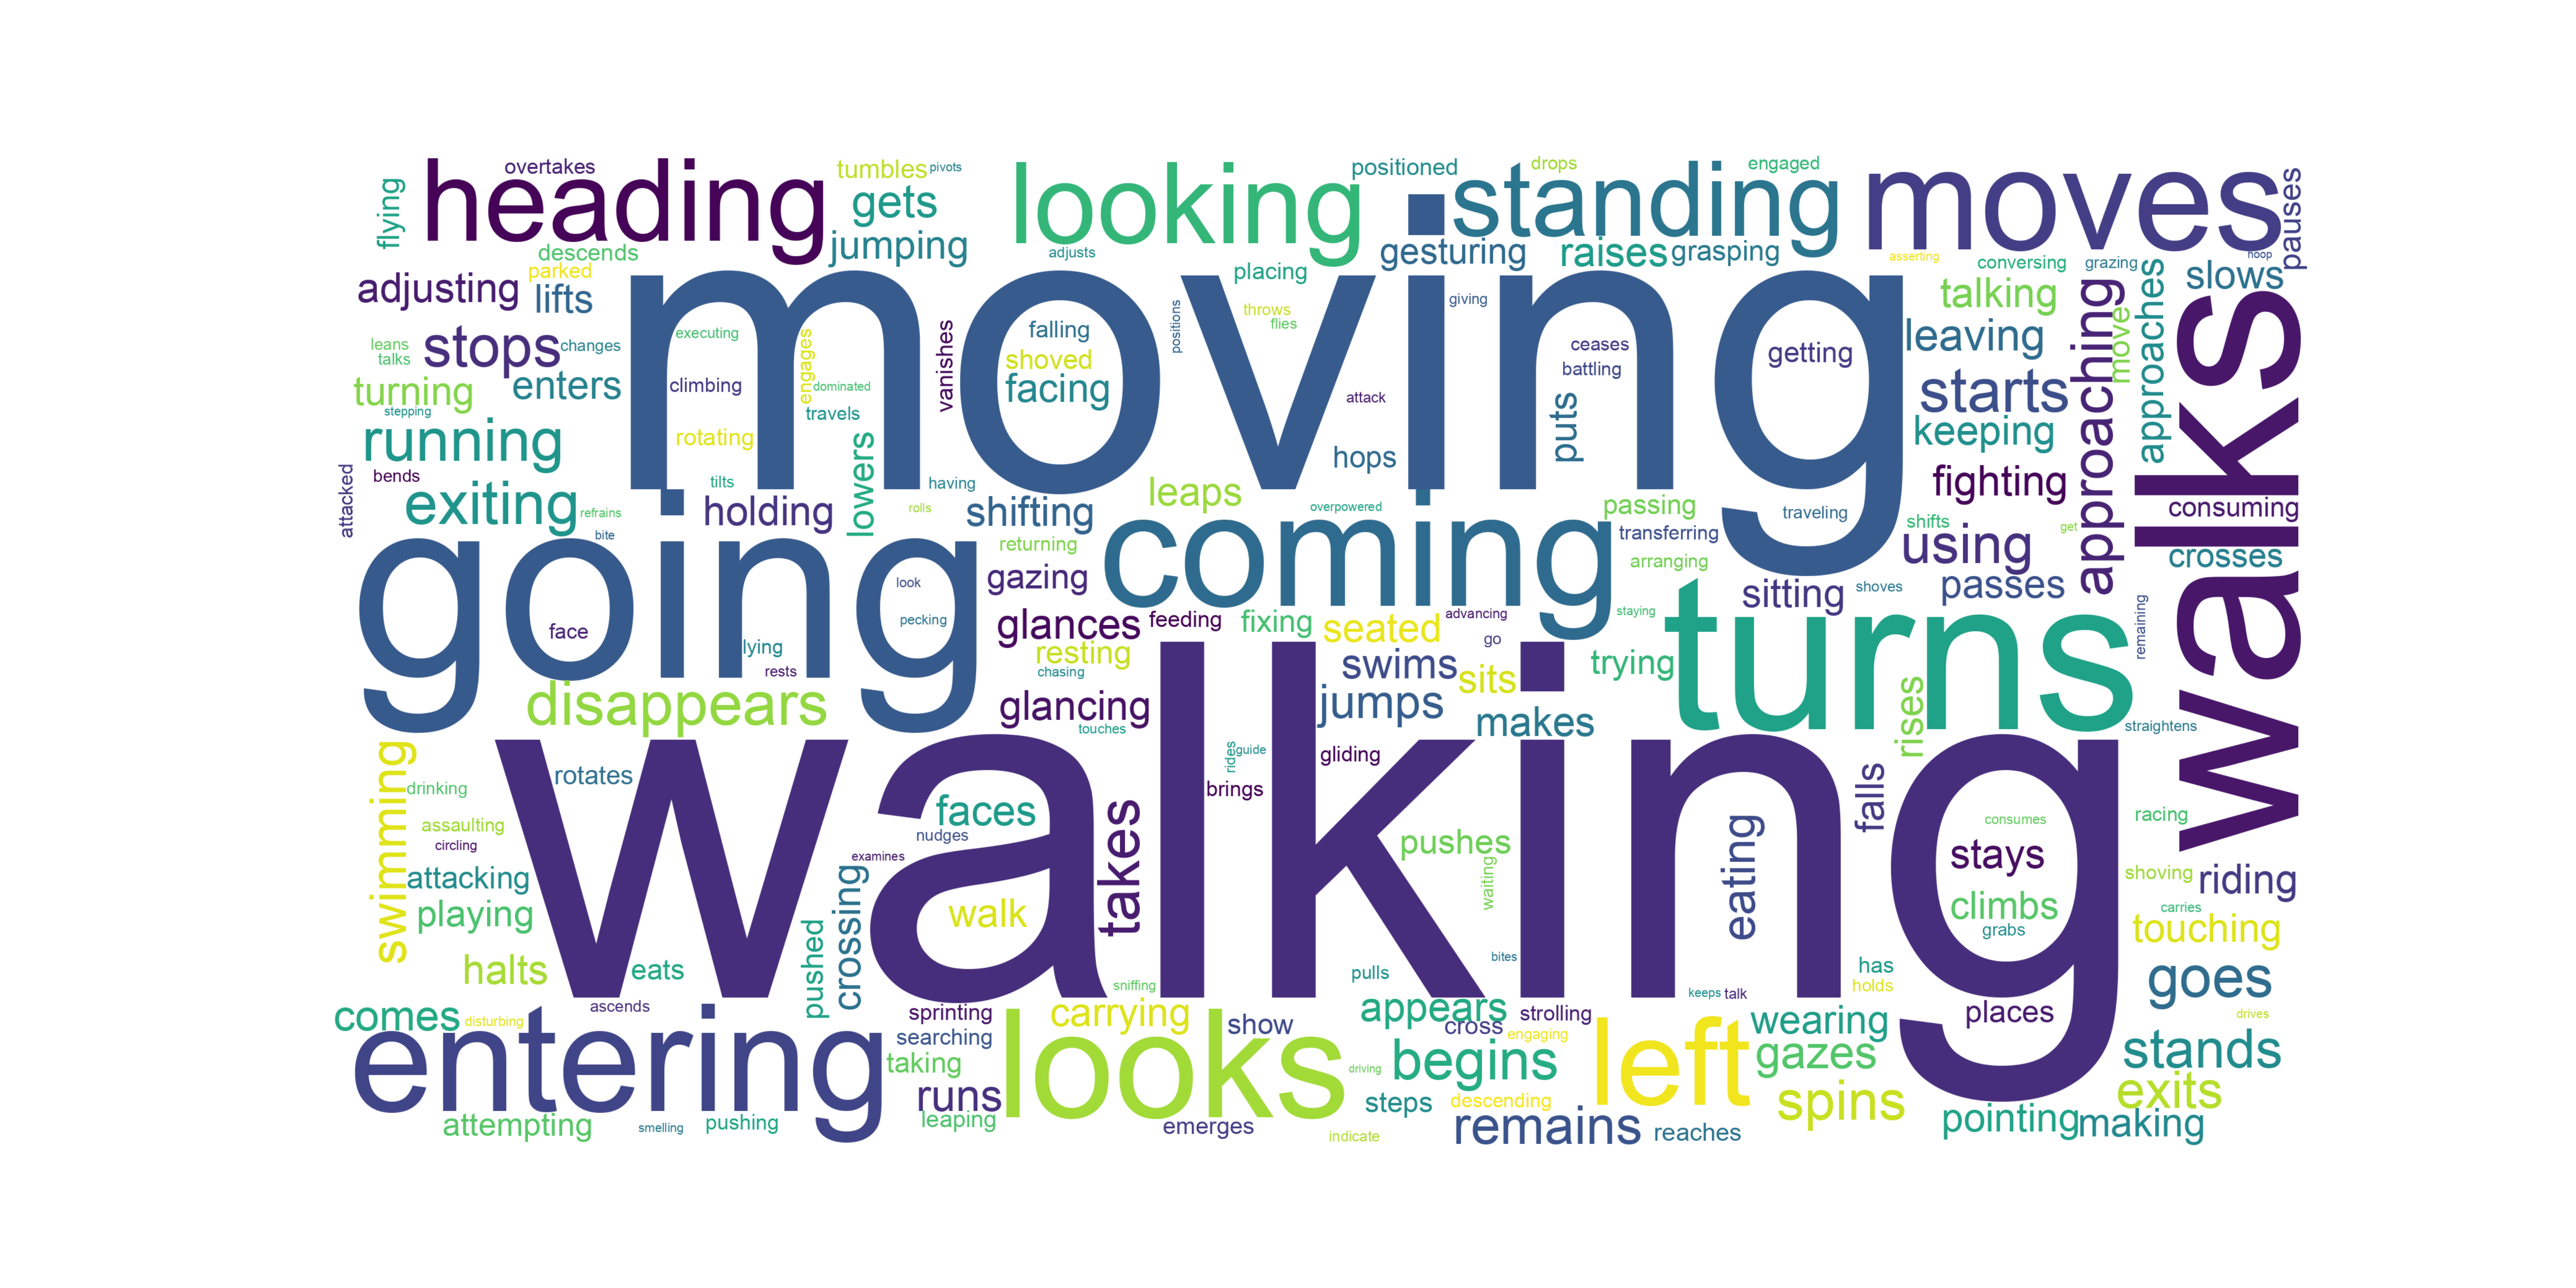 overtakes
tumbles
pivots
positioned
drops
engaged
heading
looking
standing
moves
pauses
flying
gets
jumping
descends
adjusts
gesturing
raises
grasping
asserting
conversing
grazing
hoop
adjusting
parked
lifts
placing
talking
slows
moving
throws
flies
giving
positions
approaching
approaches
move
walks
leans
talks
stops
changes
executing
engages
vanishes
falling
shoved
facing
ceases
battling
getting
leaving
turning
enters
climbing
dominated
travels
attack
puts
starts
stepping
running
rotating
lowers
hops
keeping
attacked
bends
tilts
having
leaps
fighting
exiting
refrains
holding
rolls
shifting
overpowered
passing
traveling
shifts
get
consuming
bite
returning
coming
transferring
arranging
using
crosses
going
look
gazing
sitting
shoves
passes
face
pecking
glances
feeding
fixing
seated
advancing
staying
turns
remaining
lying
rests
resting
chasing
swims
sits
go
trying
disappears
glancing
touches
jumps
makes
rises
straightens
swimming
walking
rotates
rides
guide
gliding
drinking
brings
falls
assaulting
circling
faces
nudges
examines
takes
pushes
waiting
eating
consumes
stays
racing
attacking
playing
crossing
walk
climbs
grabs
shoving
riding
carries
touching
halts
eats
pushed
sniffing
pulls
bites
has
holds
keeps
talk
goes
comes
disturbing
ascends
sprinting
carrying
show
appears
cross
strolling
engaging
places
drives
entering
searching
taking
looks
driving
begins
left
wearing
gazes
stands
runs
leaping
steps
descending
spins
exits
attempting
smelling
pushing
emerges
indicate
remains
reaches
pointing
making